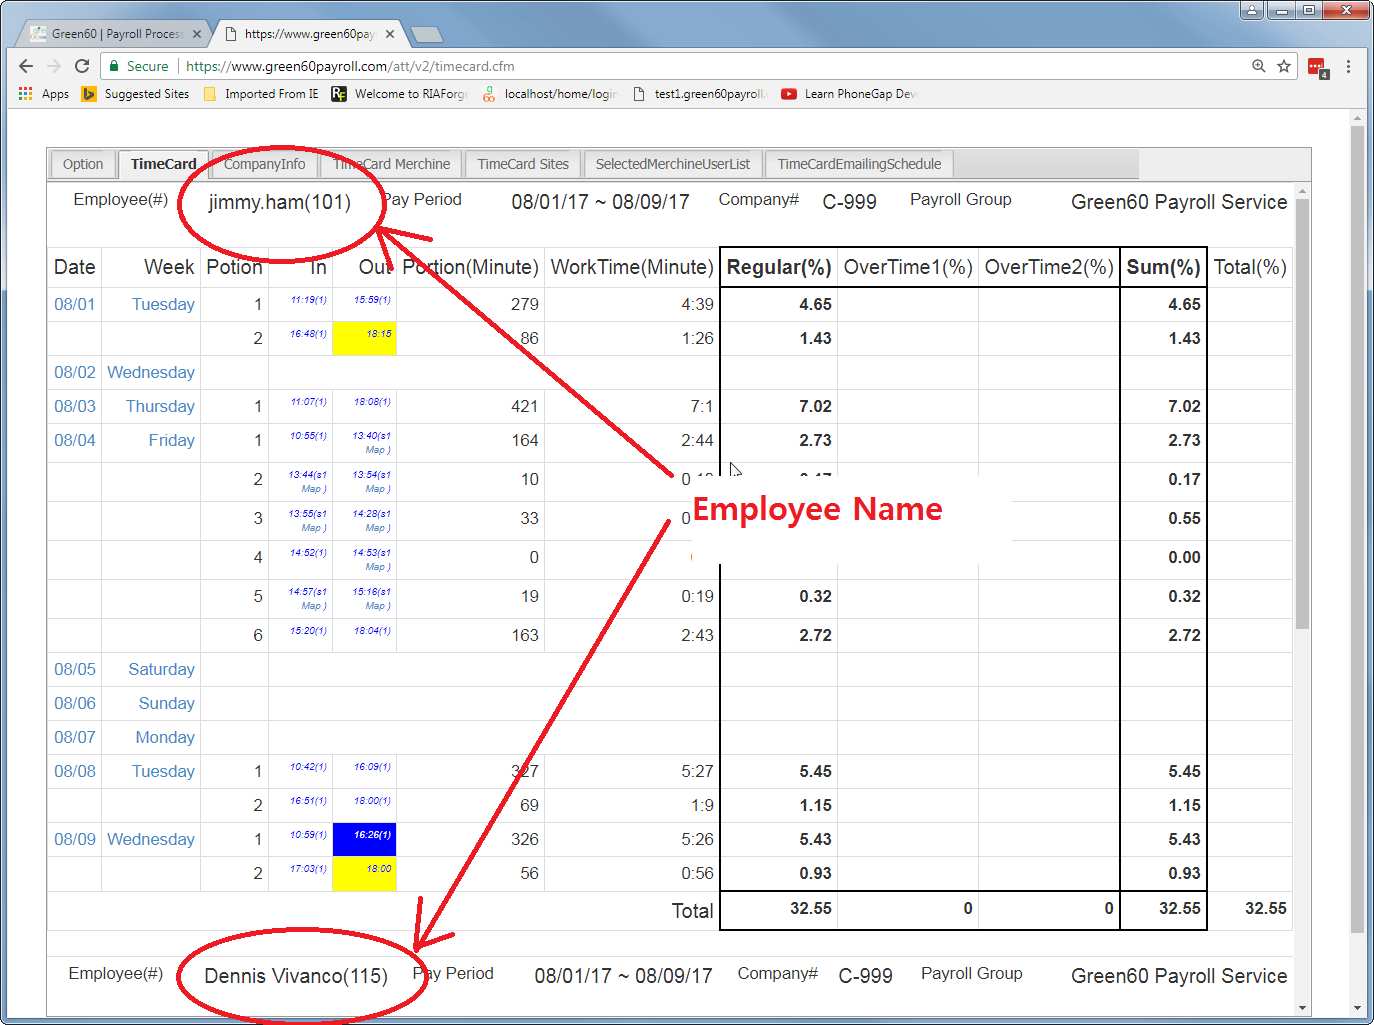 Green60 | Payroll Process
https://www.green60pay
Secure https://www.green60payroll.com/att/v2/timecard.cfm
4
Apps Suggested Sites Imported From IE Welcome to RIAForge localhost/home/login test1.green60payroll. Learn PhoneGap Dev
Option TimeCard CompanyInfo TimeCard Merchine TimeCard Sites SelectedMerchineUserList TimeCardEmailingSchedule
Employee(#) jimmy.ham(101) Pay Period 08/01/17 ~ 08/09/17 Company# C-999 Payroll Group Green60 Payroll Service
Date Week Potion In Out Portion(Minute) WorkTime(Minute) Regular(%) OverTime1(%) OverTime2(%) Sum(%) Total(%)
08/01 Tuesday 1 11:19(1) 15:59(1) 279 4:39 4.65 4.65
2 16:48(1) 18:15 86 1:26 1.43 1.43
08/02 Wednesday
08/03 Thursday 1 11:07(1) 18:08(1) 421 7:1 7.02 7.02
08/04 Friday 1 10:55(1) 13:40(s1 Map ) 164 2:44 2.73 2.73
2 13:44(s1 Map ) 13:54(s1 Map ) 10 0.17
3 13:55(s1 Map ) 14:28(s1 Map ) 33 0.55
Employee Name
4 14:52(1) 14:53(s1 Map ) 0 0.00
5 14:57(s1 Map ) 15:16(s1 Map ) 19 0:19 0.32 0.32
6 15:20(1) 18:04(1) 163 2:43 2.72 2.72
08/05 Saturday
08/06 Sunday
08/07 Monday
08/08 Tuesday 1 10:42(1) 16:09(1) 327 5:27 5.45 5.45
2 16:51(1) 18:00(1) 69 1:9 1.15 1.15
08/09 Wednesday 1 10:59(1) 16:26(1) 326 5:26 5.43 5.43
2 17:03(1) 18:00 56 0:56 0.93 0.93
Total 32.55 0 0 32.55 32.55
Employee(#) Dennis Vivanco(115) Pay Period 08/01/17 ~ 08/09/17 Company# C-999 Payroll Group Green60 Payroll Service